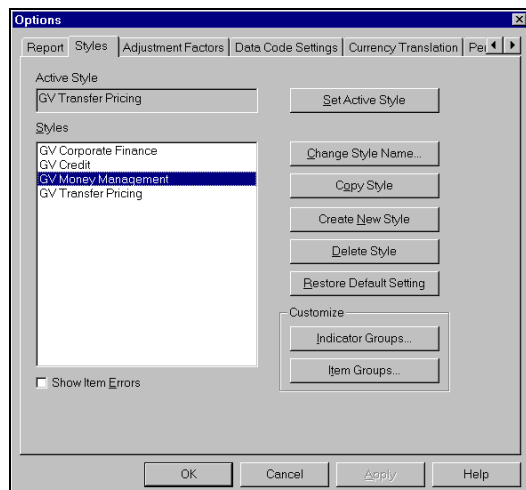 Options
Report
Styles
Adjustment Factors
Data Code Settings
Currency Translation
Active Style
GV Transfer Pricing
Set Active Style
Styles
GV Corporate Finance
GV Credit
GV Money Management
GV Transfer Pricing
Change Style Name...
Copy Style
Create New Style
Delete Style
Restore Default Setting
Customize
Indicator Groups...
Item Groups...
Show Item Errors
OK
Cancel
Apply
Help